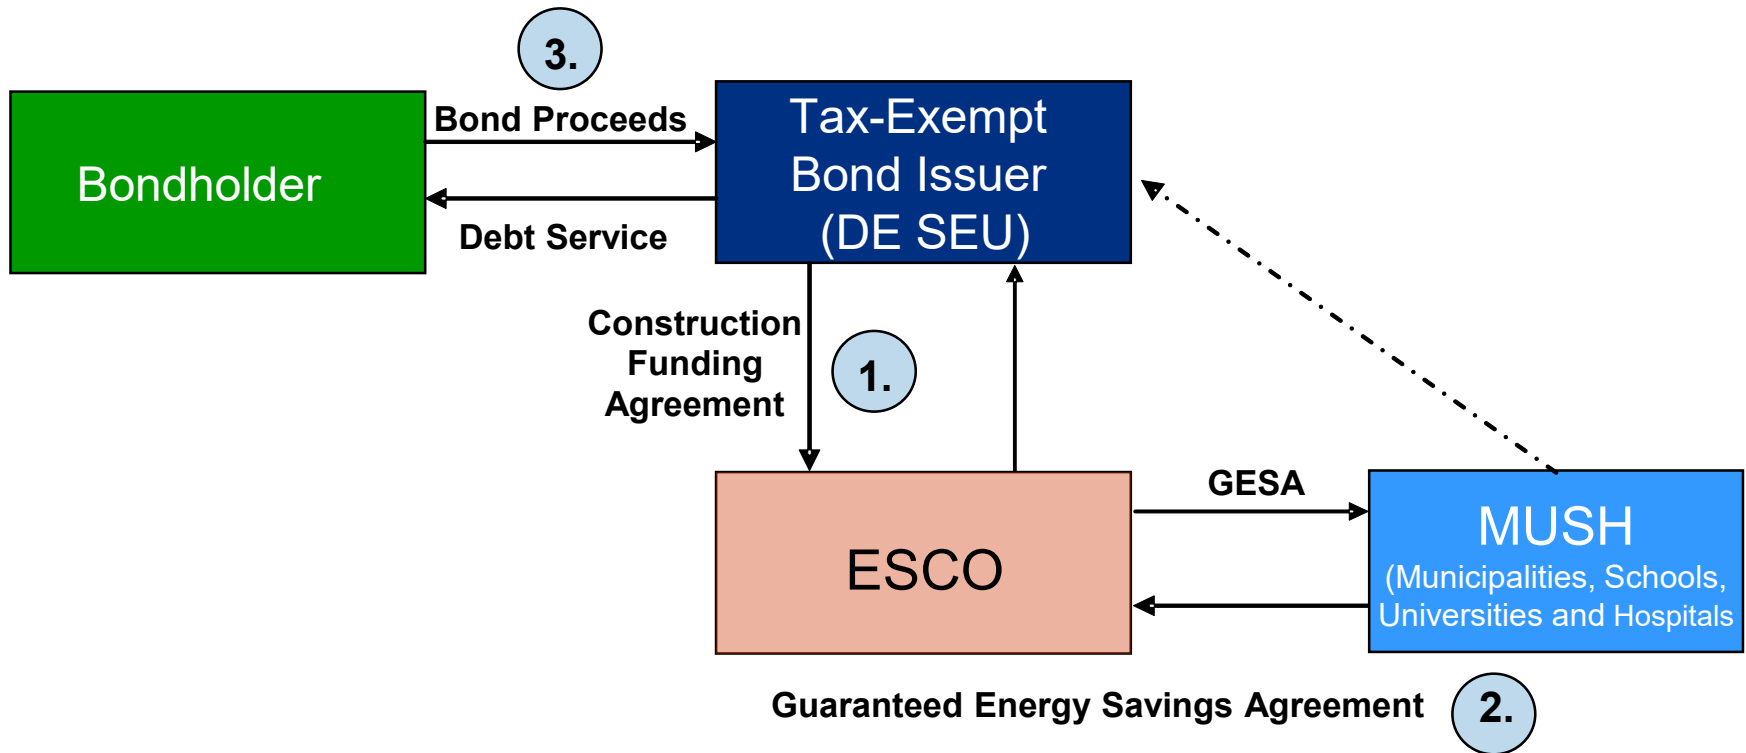 3.
Bond Proceeds
Bondholder
Debt Service
Tax-Exempt
Bond Issuer
(DE SEU)
Construction
Funding
Agreement
1.
ESCO
GESA
MUSH
(Municipalities, Schools,
Universities and Hospitals
Guaranteed Energy Savings Agreement
2.